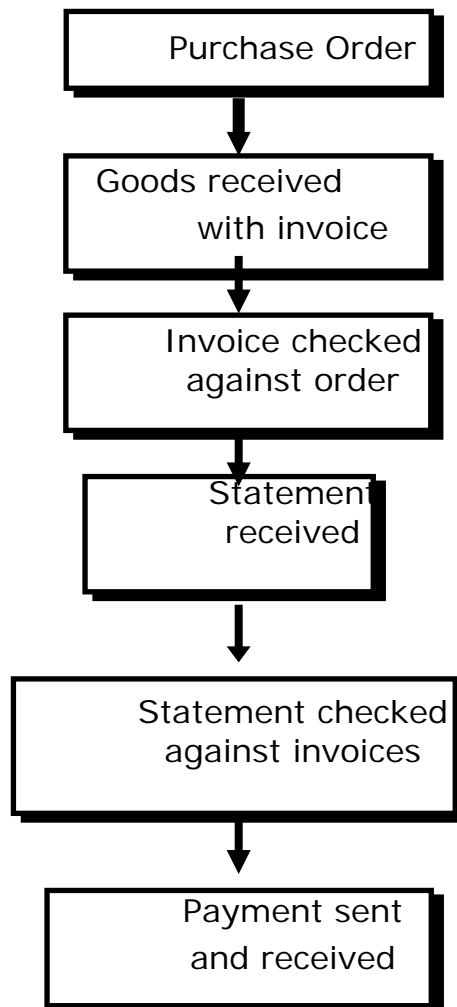 Purchase Order
Goods received
with invoice
Invoice checked
against order
Statement
received
Statement checked
against invoices
Payment sent
and received